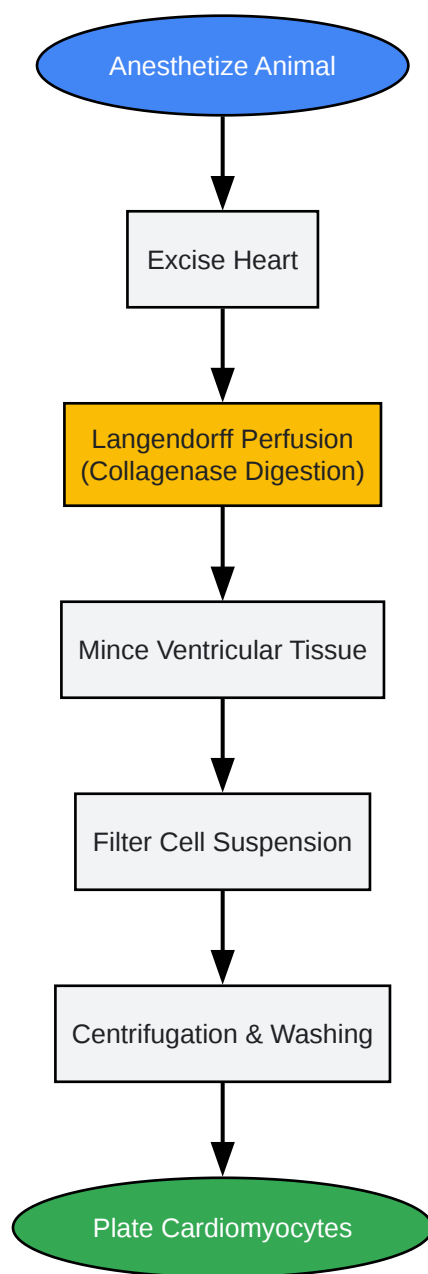 Anesthetize Animal
Excise Heart
Langendorff Perfusion
(Collagenase Digestion)
Mince Ventricular Tissue
Filter Cell Suspension
Centrifugation & Washing
Plate Cardiomyocytes